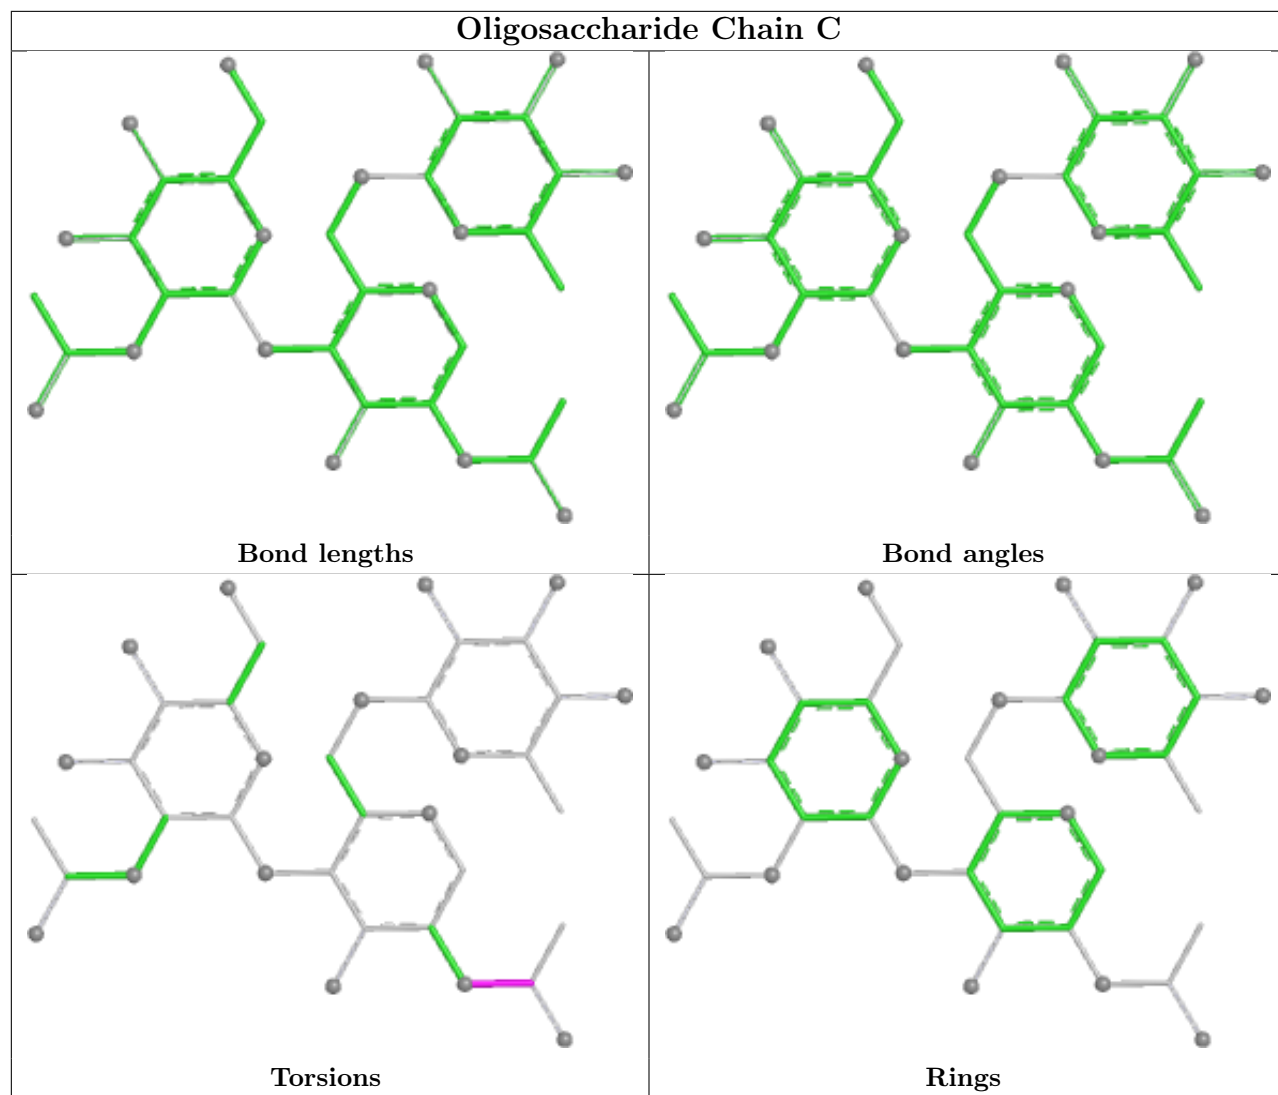 Oligosaccharide Chain C
Bond lengths
Bond angles
Torsions
Rings